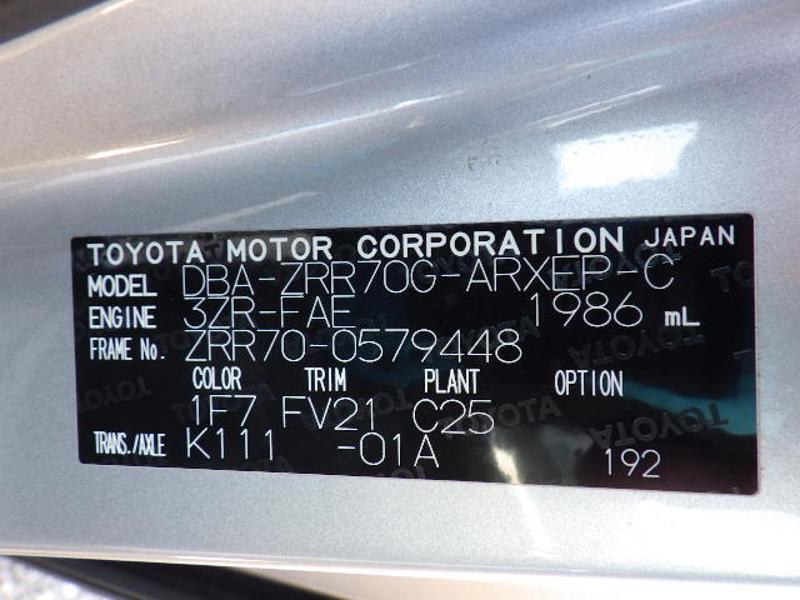 TOYOTA MOTOR CORPORATION JAPAN
MODEL DBA-ZRR70G-ARXEP-C
ENGINE 3ZR-FAE 1986 mL
FRAME No. ZRR70-0579448
COLOR TRIM PLANT OPTION
1F7 FV21 C25
TRANS./AXLE K111 -01A 192